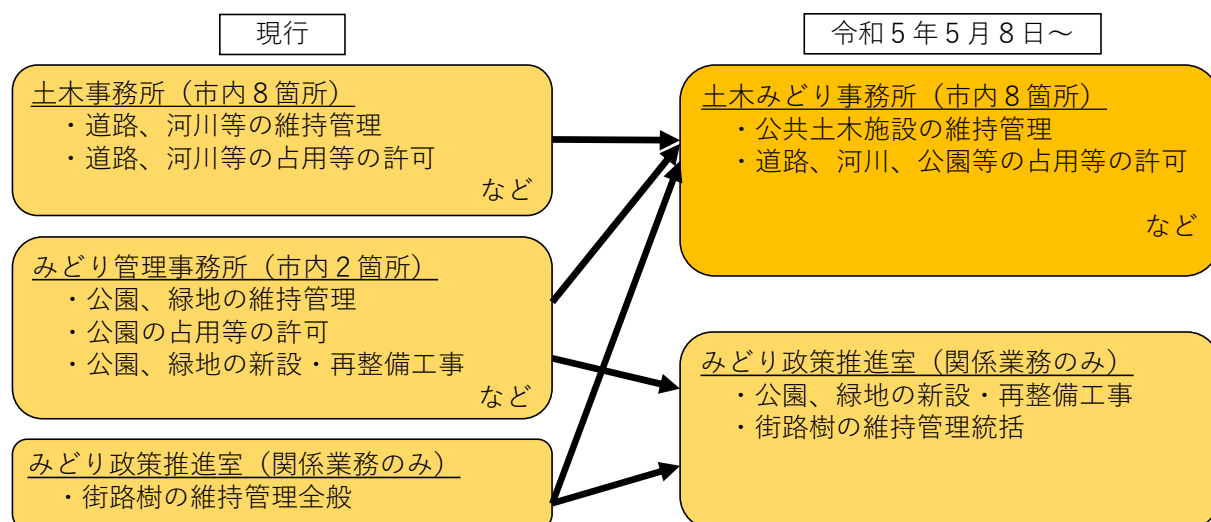 現行
土木事務所（市内８箇所）
・道路、河川等の維持管理
・道路、河川等の占用等の許可
など
みどり管理事務所（市内２箇所）
・公園、緑地の維持管理
・公園の占用等の許可
・公園、緑地の新設・再整備工事
など
みどり政策推進室（関係業務のみ）
・街路樹の維持管理全般
令和５年５月８日～
土木みどり事務所（市内８箇所）
・公共土木施設の維持管理
・道路、河川、公園等の占用等の許可
など
みどり政策推進室（関係業務のみ）
・公園、緑地の新設・再整備工事
・街路樹の維持管理統括